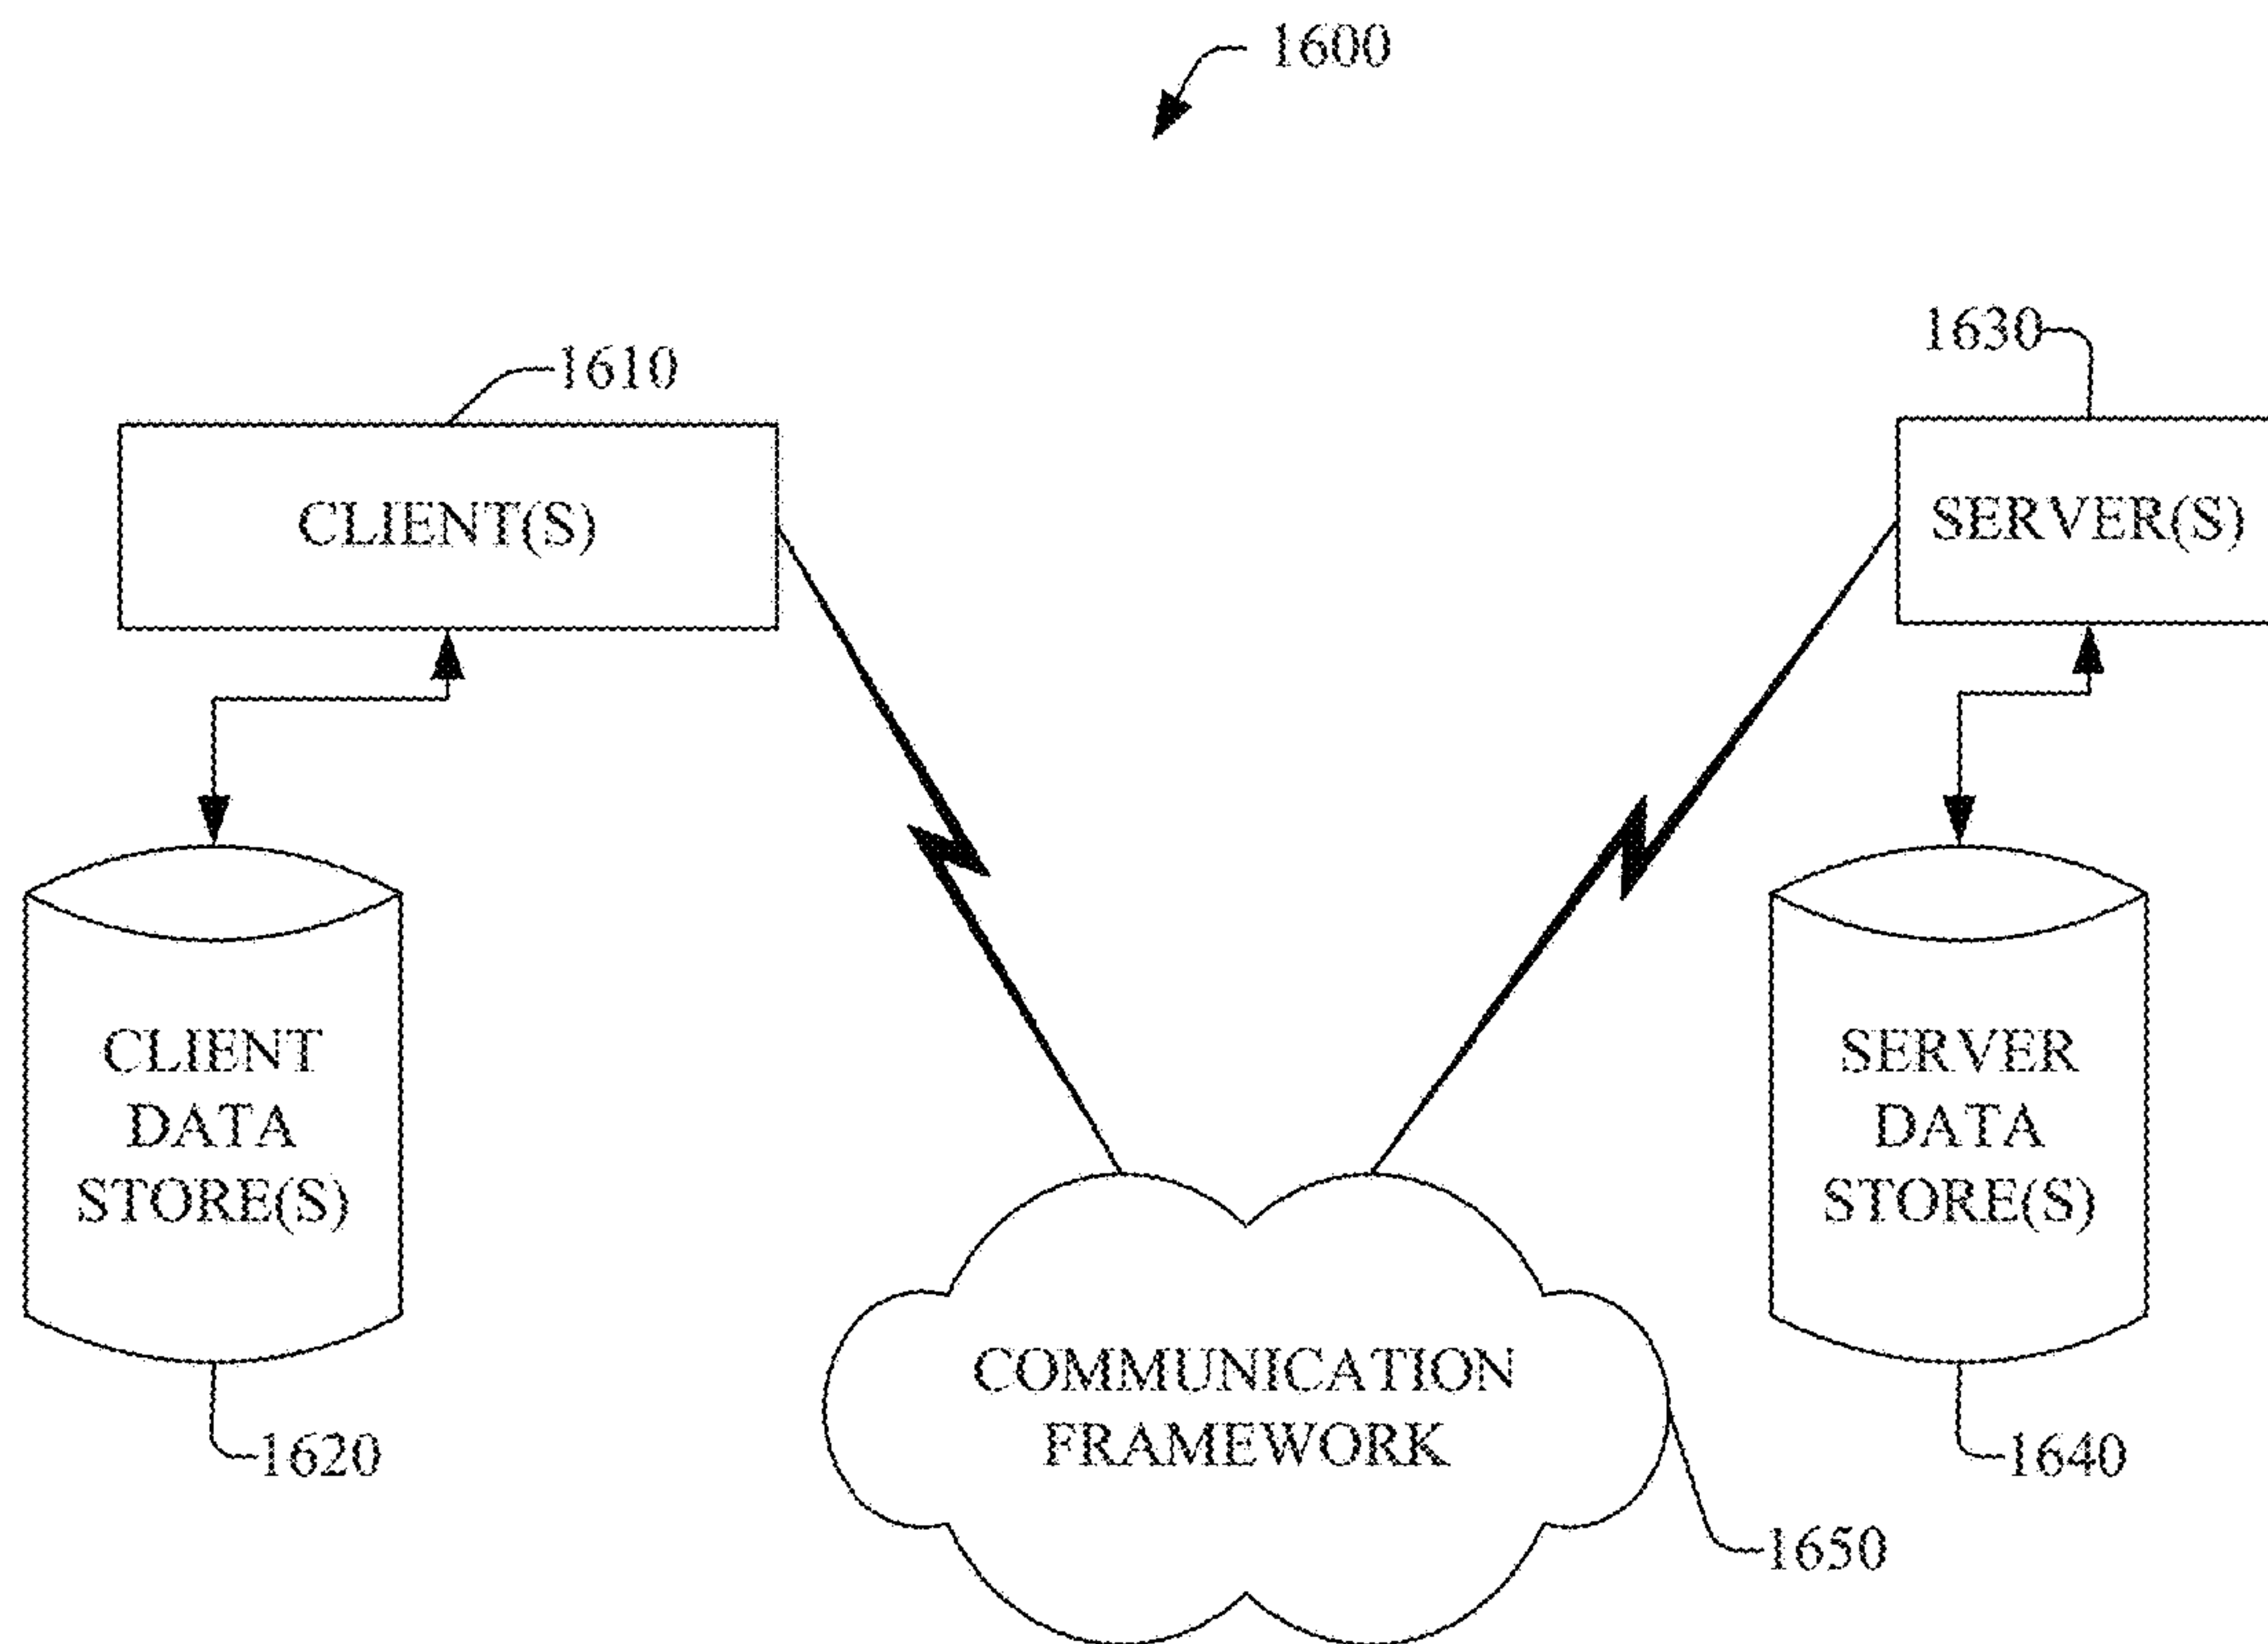 1600
1610
1630
CLIENT(S)
SERVER(S)
CLIENT
DATA
STORE(S)
SERVER
DATA
STORE(S)
COMMUNICATION
FRAMEWORK
1620
1640
1650